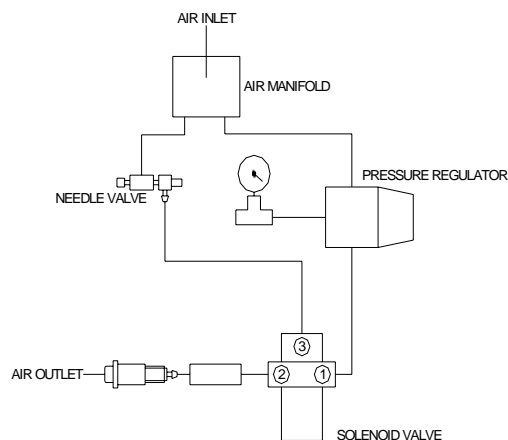 AIR INLET
AIR MANIFOLD
PRESSURE REGULATOR
NEEDLE VALVE
3
AIR OUTLET
2
1
SOLENOID VALVE